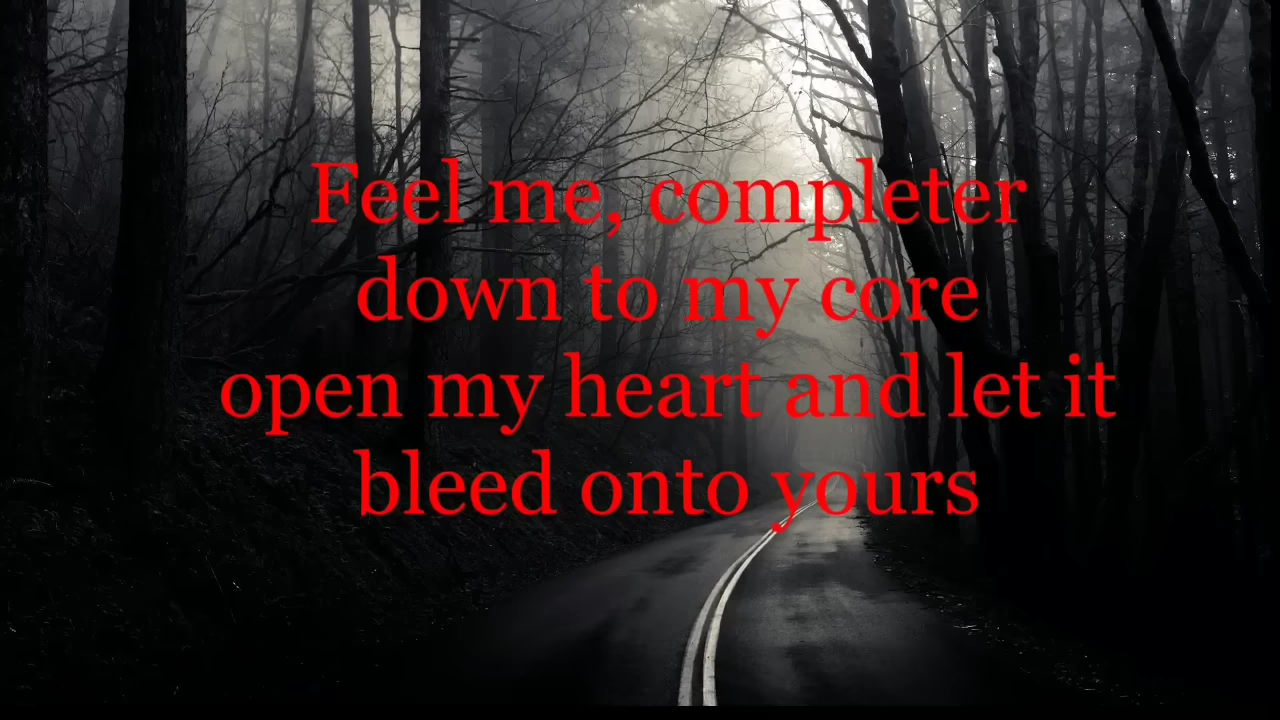 Feel me, completer
down to my core
open my heart and let it
bleed onto yours